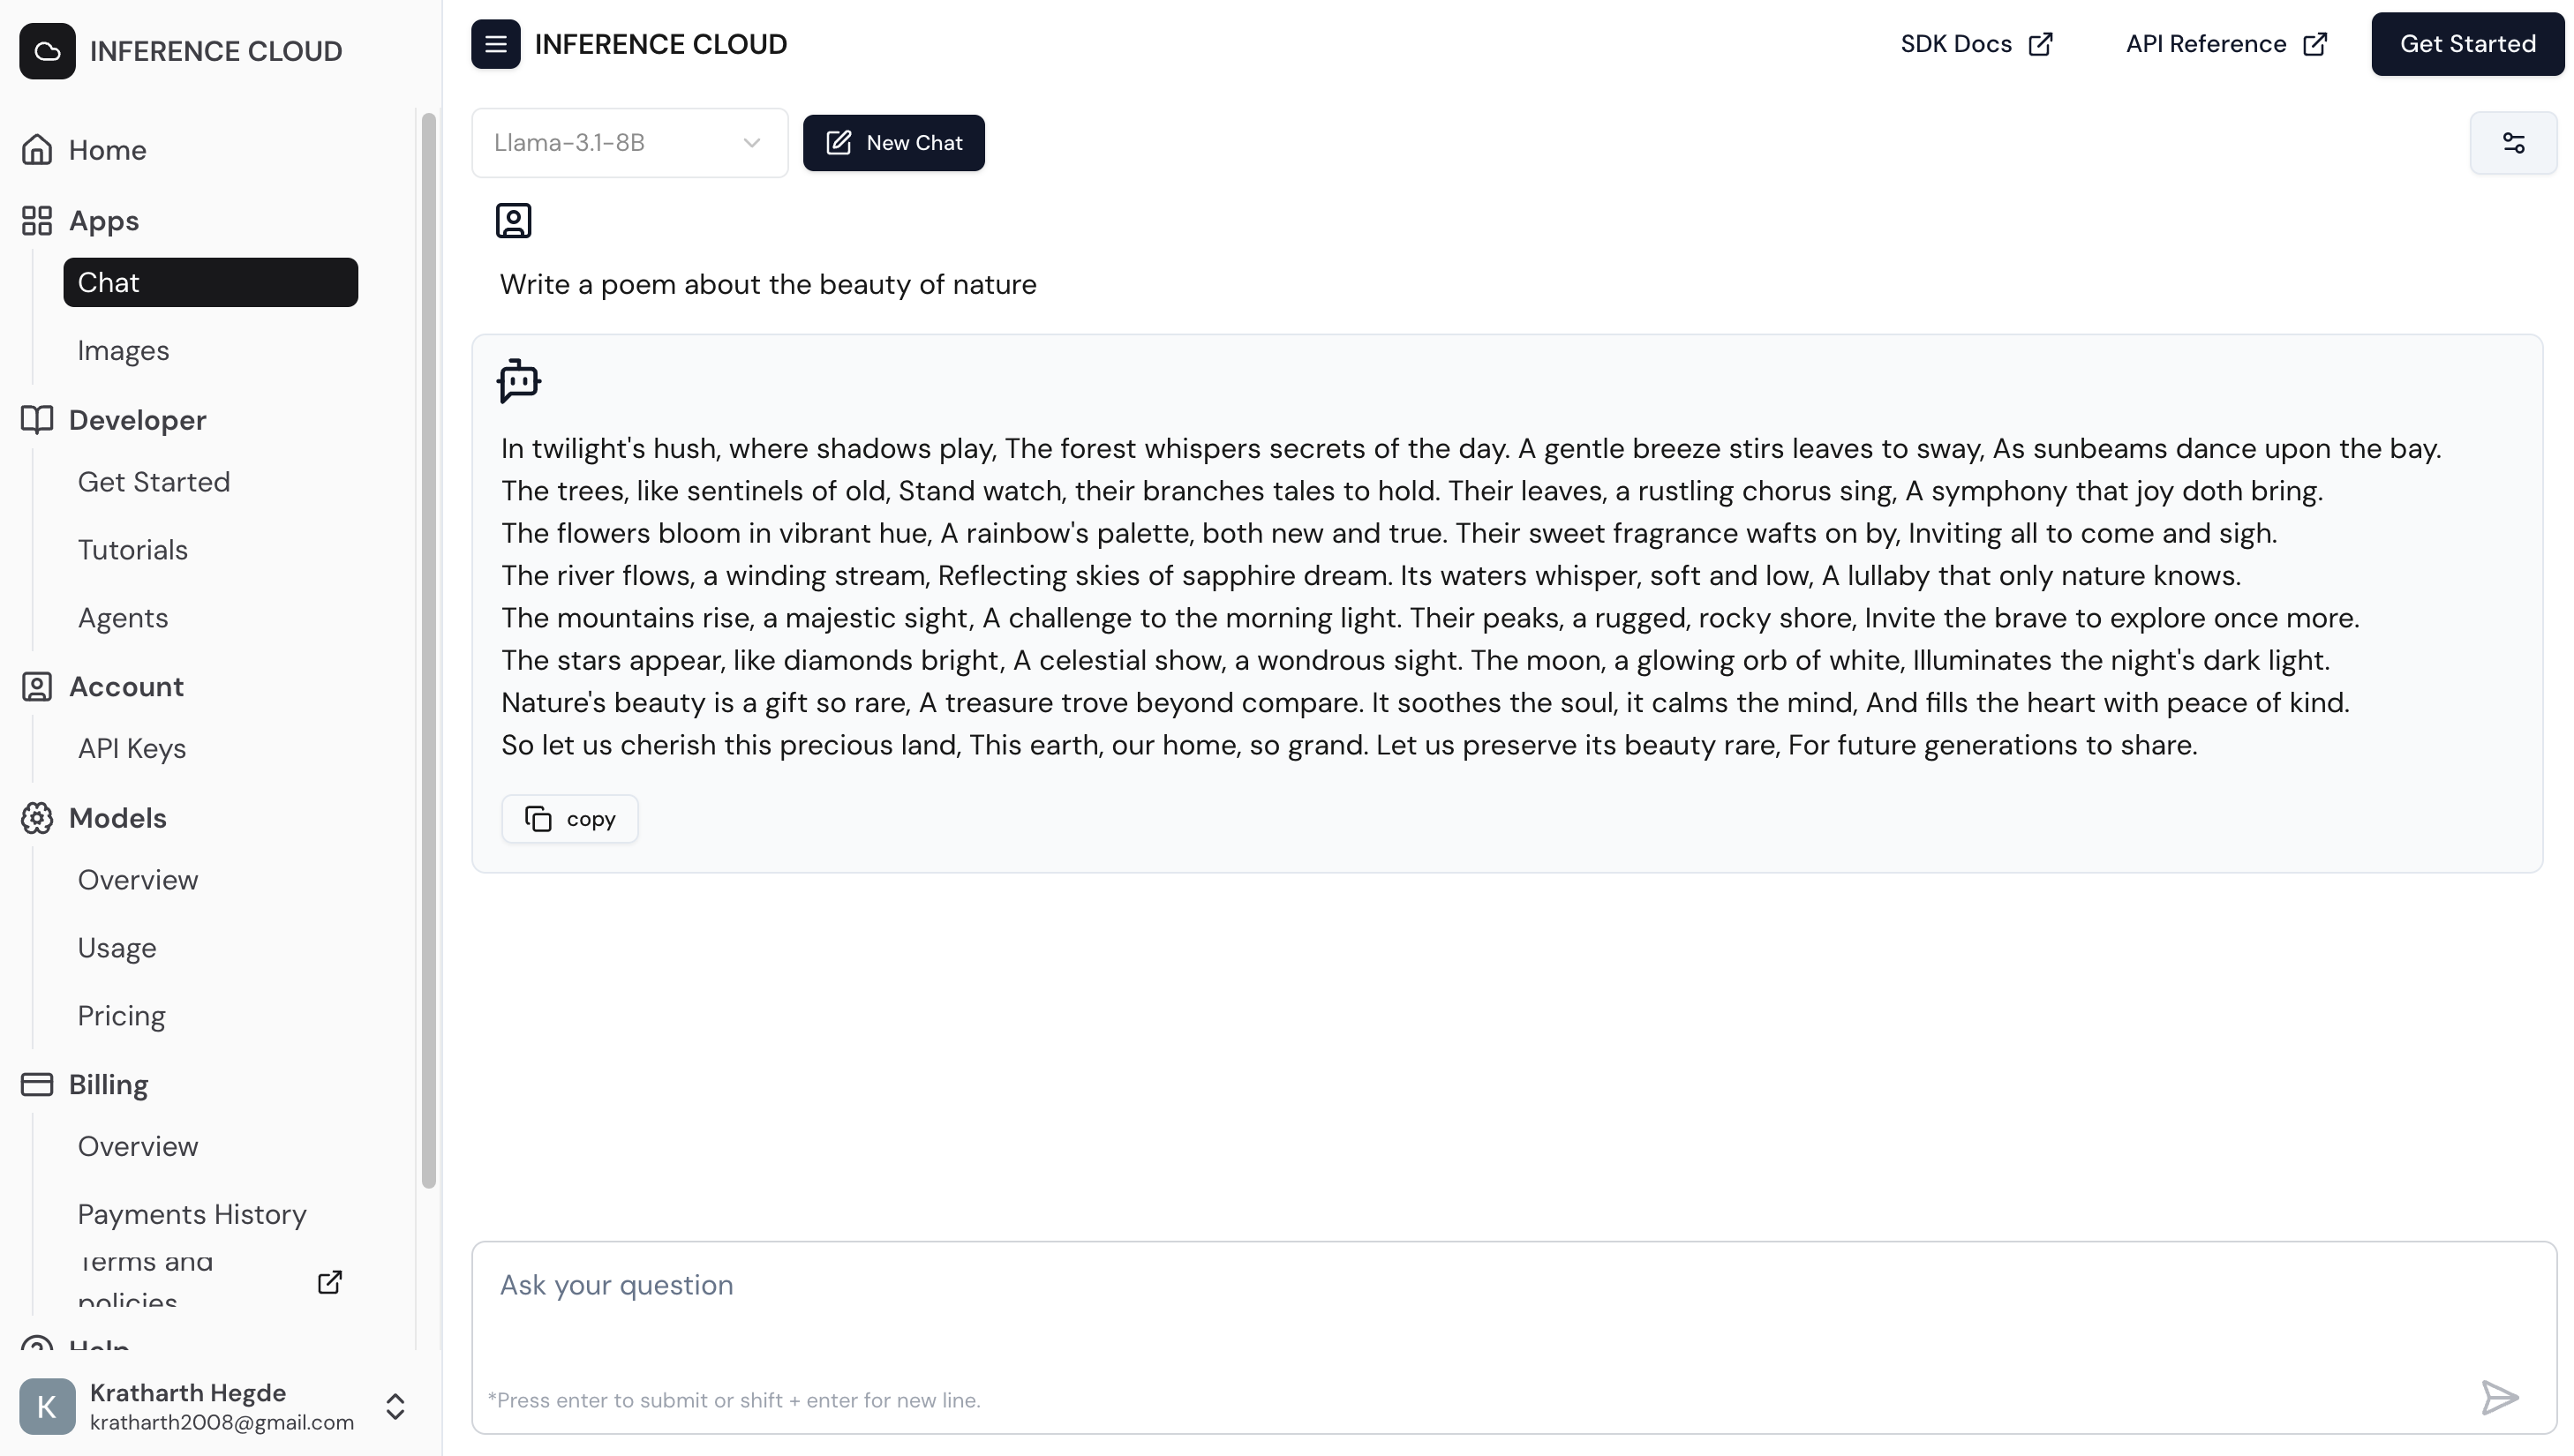 INFERENCE CLOUD
Home
Apps
Chat
Images
Developer
Get Started
Tutorials
Agents
Account
API Keys
Models
Overview
Usage
Pricing
Billing
Overview
Payments History
Terms and
policies
Help
K
Kratharth Hegde
kratharth2008@gmail.com
INFERENCE CLOUD
SDK Docs
API Reference
Get Started
Llama-3.1-8B
New Chat
Write a poem about the beauty of nature
In twilight's hush, where shadows play, The forest whispers secrets of the day. A gentle breeze stirs leaves to sway, As sunbeams dance upon the bay.
The trees, like sentinels of old, Stand watch, their branches tales to hold. Their leaves, a rustling chorus sing, A symphony that joy doth bring.
The flowers bloom in vibrant hue, A rainbow's palette, both new and true. Their sweet fragrance wafts on by, Inviting all to come and sigh.
The river flows, a winding stream, Reflecting skies of sapphire dream. Its waters whisper, soft and low, A lullaby that only nature knows.
The mountains rise, a majestic sight, A challenge to the morning light. Their peaks, a rugged, rocky shore, Invite the brave to explore once more.
The stars appear, like diamonds bright, A celestial show, a wondrous sight. The moon, a glowing orb of white, Illuminates the night's dark light.
Nature's beauty is a gift so rare, A treasure trove beyond compare. It soothes the soul, it calms the mind, And fills the heart with peace of kind.
So let us cherish this precious land, This earth, our home, so grand. Let us preserve its beauty rare, For future generations to share.
copy
Ask your question
*Press enter to submit or shift + enter for new line.